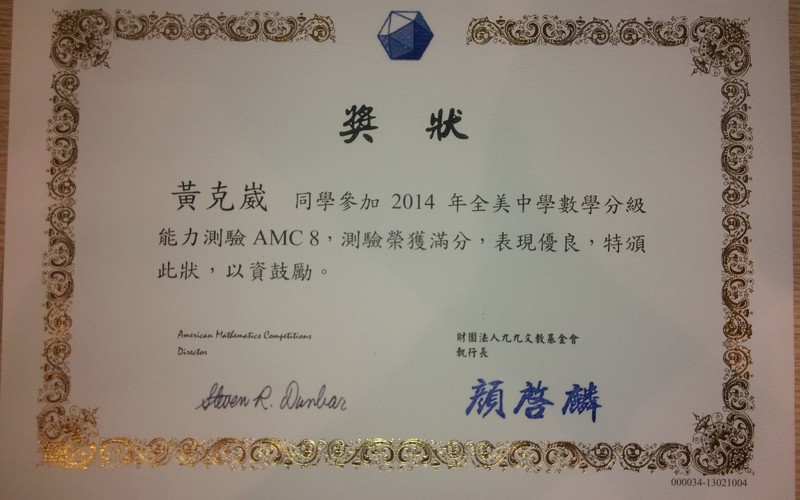 獎狀
黃克崴 同學參加 2014 年全美中學數學分級
能力測驗 AMC 8，測驗榮獲滿分，表現優良，特頒
此狀，以資鼓勵。
American Mathematics Competitions
Director
Steven R. Dunbar
財團法人九九文教基金會
執行長
顏啓麟
000034-13021004